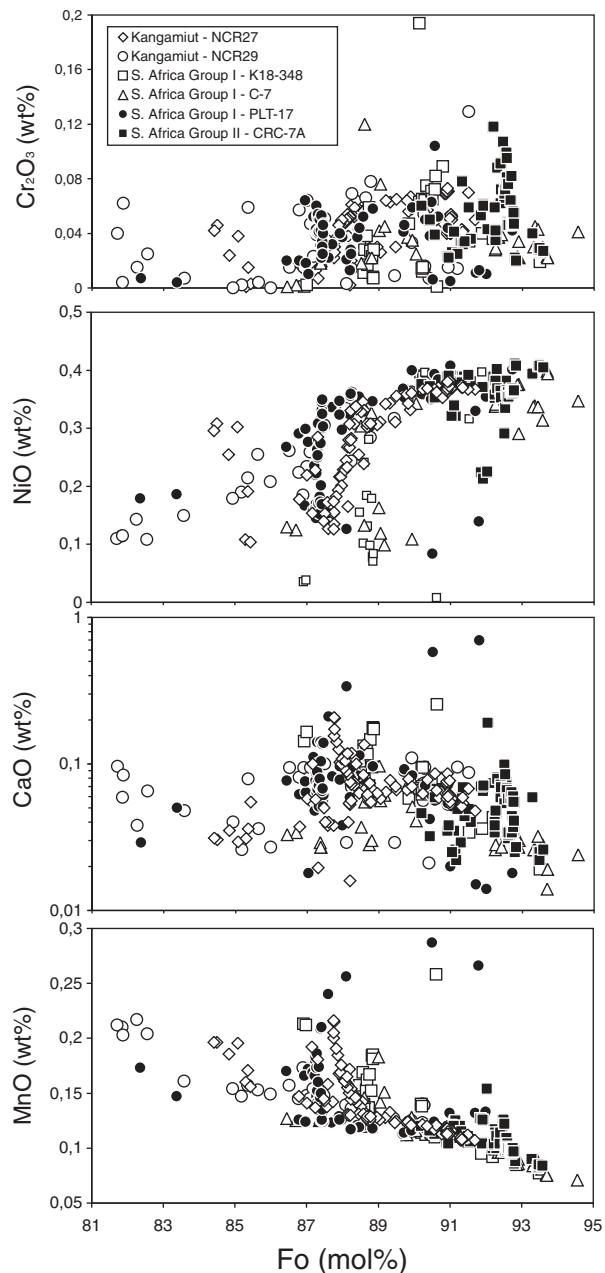 0,2
0,16
0,12
0,08
0,04
0
Cr₂O₃ (wt%)
Kangamiut - NCR27
Kangamiut - NCR29
S. Africa Group I - K18-348
S. Africa Group I - C-7
S. Africa Group I - PLT-17
S. Africa Group II - CRC-7A
0,5
0,4
0,3
0,2
0,1
0
NiO (wt%)
1
0,1
0,01
CaO (wt%)
0,3
0,25
0,2
0,15
0,1
0,05
MnO (wt%)
81 83 85 87 89 91 93 95
Fo (mol%)